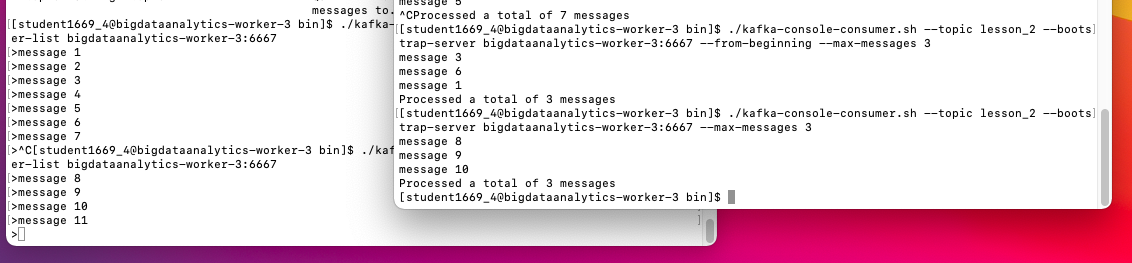 messages to.
[[student1669_4@bigdataanalytics-worker-3 bin]$ ./kafka-
er-list bigdataanalytics-worker-3:6667
[>message 1
[>message 2
[>message 3
[>message 4
[>message 5
[>message 6
[>message 7
[>^C[student1669_4@bigdataanalytics-worker-3 bin]$ ./kaf
er-list bigdataanalytics-worker-3:6667
[>message 8
[>message 9
[>message 10
[>message 11 ]
>
message 5
^CProcessed a total of 7 messages
[[student1669_4@bigdataanalytics-worker-3 bin]$ ./kafka-console-consumer.sh --topic lesson_2 --boots]
trap-server bigdataanalytics-worker-3:6667 --from-beginning --max-messages 3
message 3
message 6
message 1
Processed a total of 3 messages
[[student1669_4@bigdataanalytics-worker-3 bin]$ ./kafka-console-consumer.sh --topic lesson_2 --boots]
trap-server bigdataanalytics-worker-3:6667 --max-messages 3
message 8
message 9
message 10
Processed a total of 3 messages
[student1669_4@bigdataanalytics-worker-3 bin]$